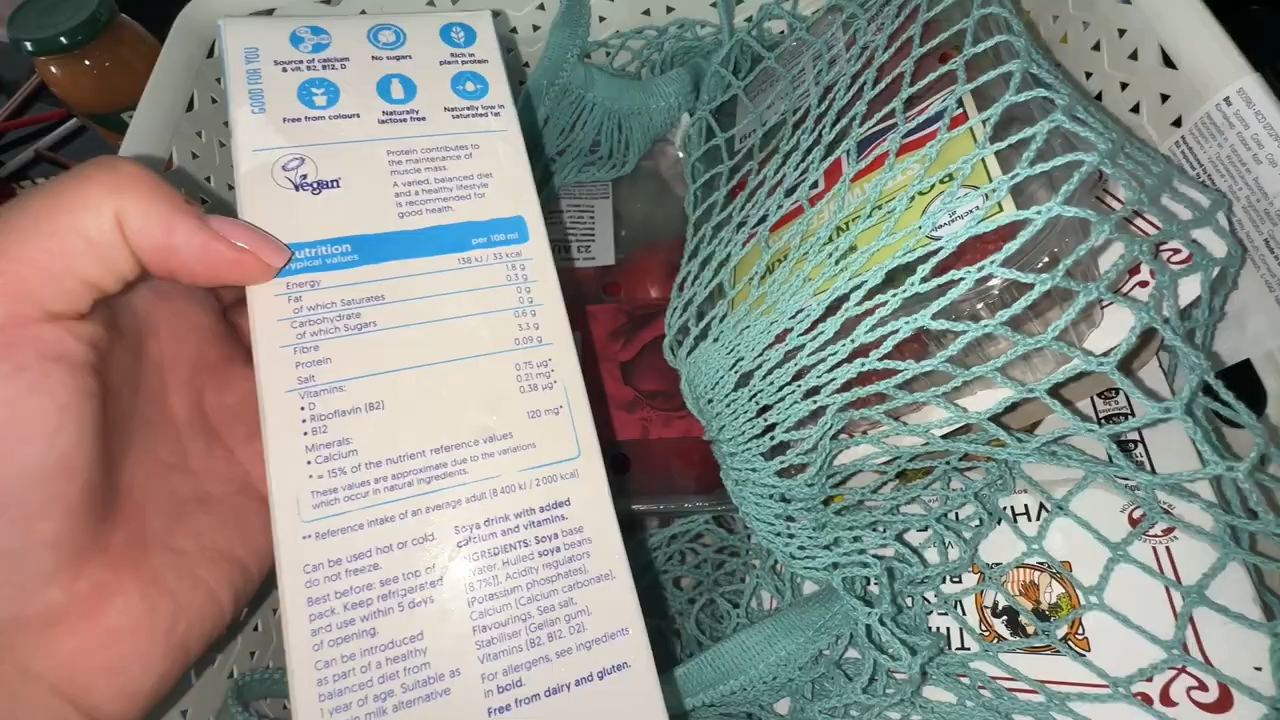 GOOD FOR YOU
Source of calcium
& vit. B2, B12, D
No sugars
Rich in
plant protein
Free from colours
Naturally
lactose free
Naturally low in
saturated fat
Vegan
Protein contributes to
the maintenance of
muscle mass.
A varied, balanced diet
and a healthy lifestyle
is recommended for
good health.
Nutrition
Typical values per 100 ml
Energy 138 kJ / 33 kcal
Fat 1.8 g
of which Saturates 0.3 g
Carbohydrate 0 g
of which Sugars 0 g
Fibre 0.6 g
Protein 3.3 g
Salt 0.09 g
Vitamins:
• D 0.75 µg*
• Riboflavin (B2) 0.21 mg*
• B12 0.38 µg*
Minerals:
• Calcium 120 mg*
* = 15% of the nutrient reference values
These values are approximate due to the variations
which occur in natural ingredients.
** Reference intake of an average adult (8 400 kJ / 2 000 kcal)
Can be used hot or cold,
do not freeze.
Best before: see top of
pack. Keep refrigerated
and use within 5 days
of opening.
Can be introduced
as part of a healthy
balanced diet from
1 year of age. Suitable as
milk alternative
Soya drink with added
calcium and vitamins.
INGREDIENTS: Soya base
Water, Hulled soya beans
(8.7%)], Acidity regulators
(Potassium phosphates),
Calcium (Calcium carbonate),
Flavourings, Sea salt,
Stabiliser (Gellan gum),
Vitamins (B2, B12, D2).
For allergens, see ingredients
in bold.
Free from dairy and gluten.
Exclusively
at
23 AU